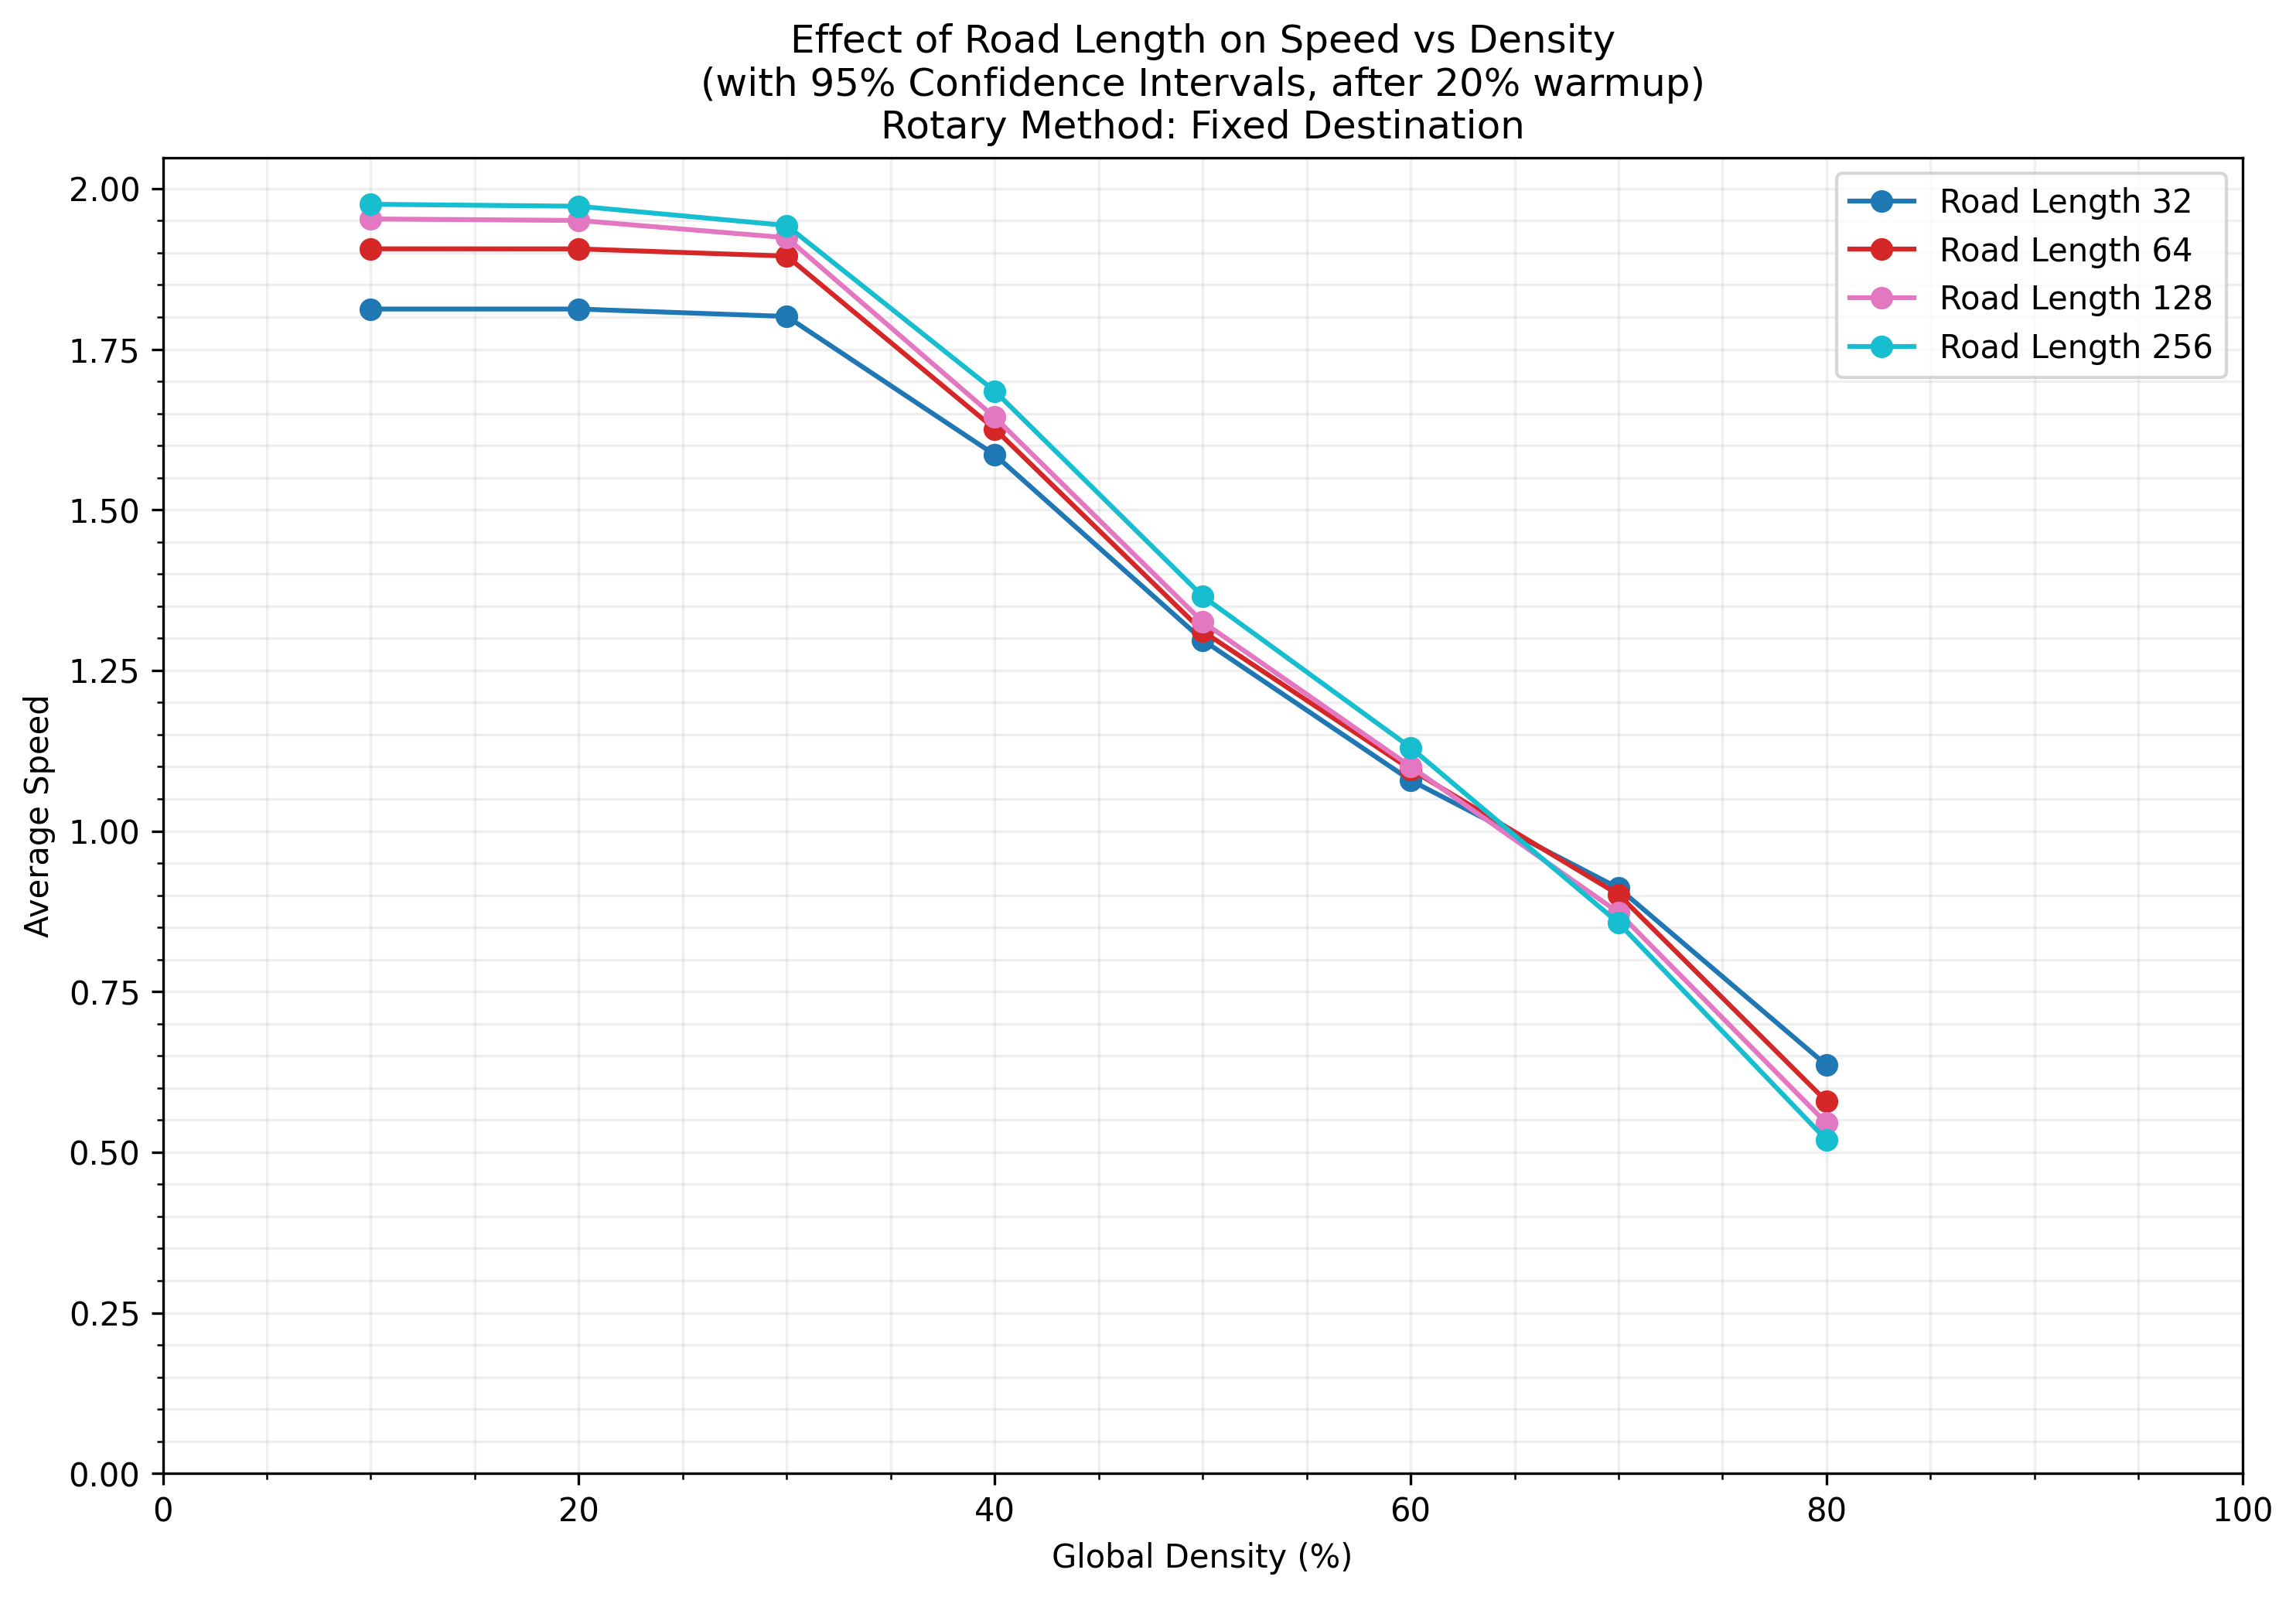 Effect of Road Length on Speed vs Density
(with 95% Confidence Intervals, after 20% warmup)
Rotary Method: Fixed Destination
Road Length 32
Road Length 64
Road Length 128
Road Length 256
2.00
1.75
1.50
1.25
1.00
0.75
0.50
0.25
0.00
Average Speed
0 20 40 60 80 100
Global Density (%)